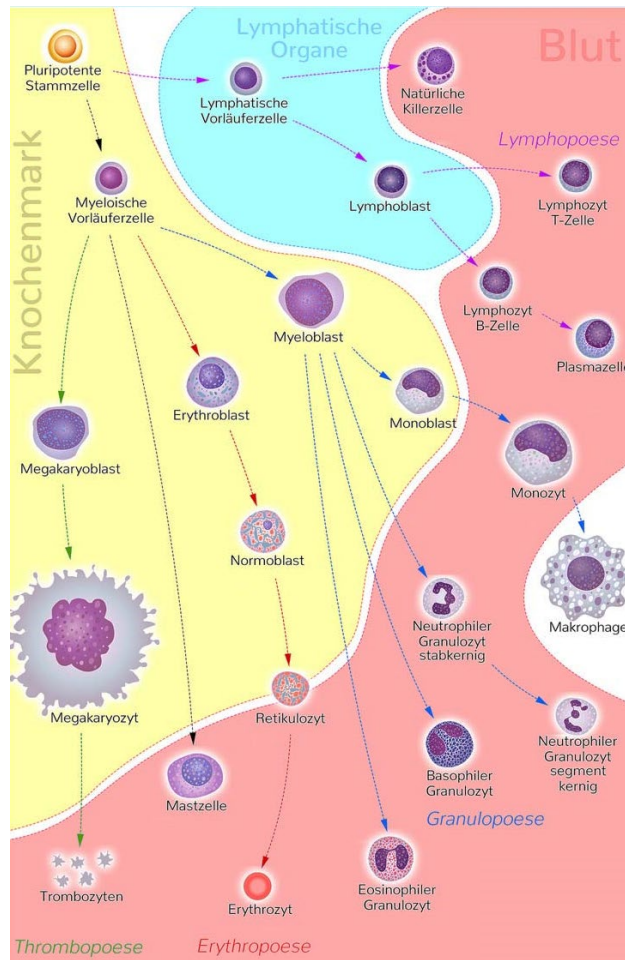 Lymphatische
Organe
Blut
Pluripotente
Stammzelle
Lymphatische
Vorläuferzelle
Natürliche
Killerzelle
Lymphopoese
Knochenmark
Myeloische
Vorläuferzelle
Lymphoblast
Lymphozyt
T-Zelle
Myeloblast
Lymphozyt
B-Zelle
Plasmazelle
Erythroblast
Monoblast
Megakaryoblast
Monozyt
Normoblast
Neutrophiler
Granulozyt
stabkernig
Makrophage
Megakaryozyt
Retikulozyt
Neutrophiler
Granulozyt
segment
kernig
Mastzelle
Basophiler
Granulozyt
Granulopoese
Trombozyten
Erythrozyt
Eosinophiler
Granulozyt
Thrombopoese
Erythropoese